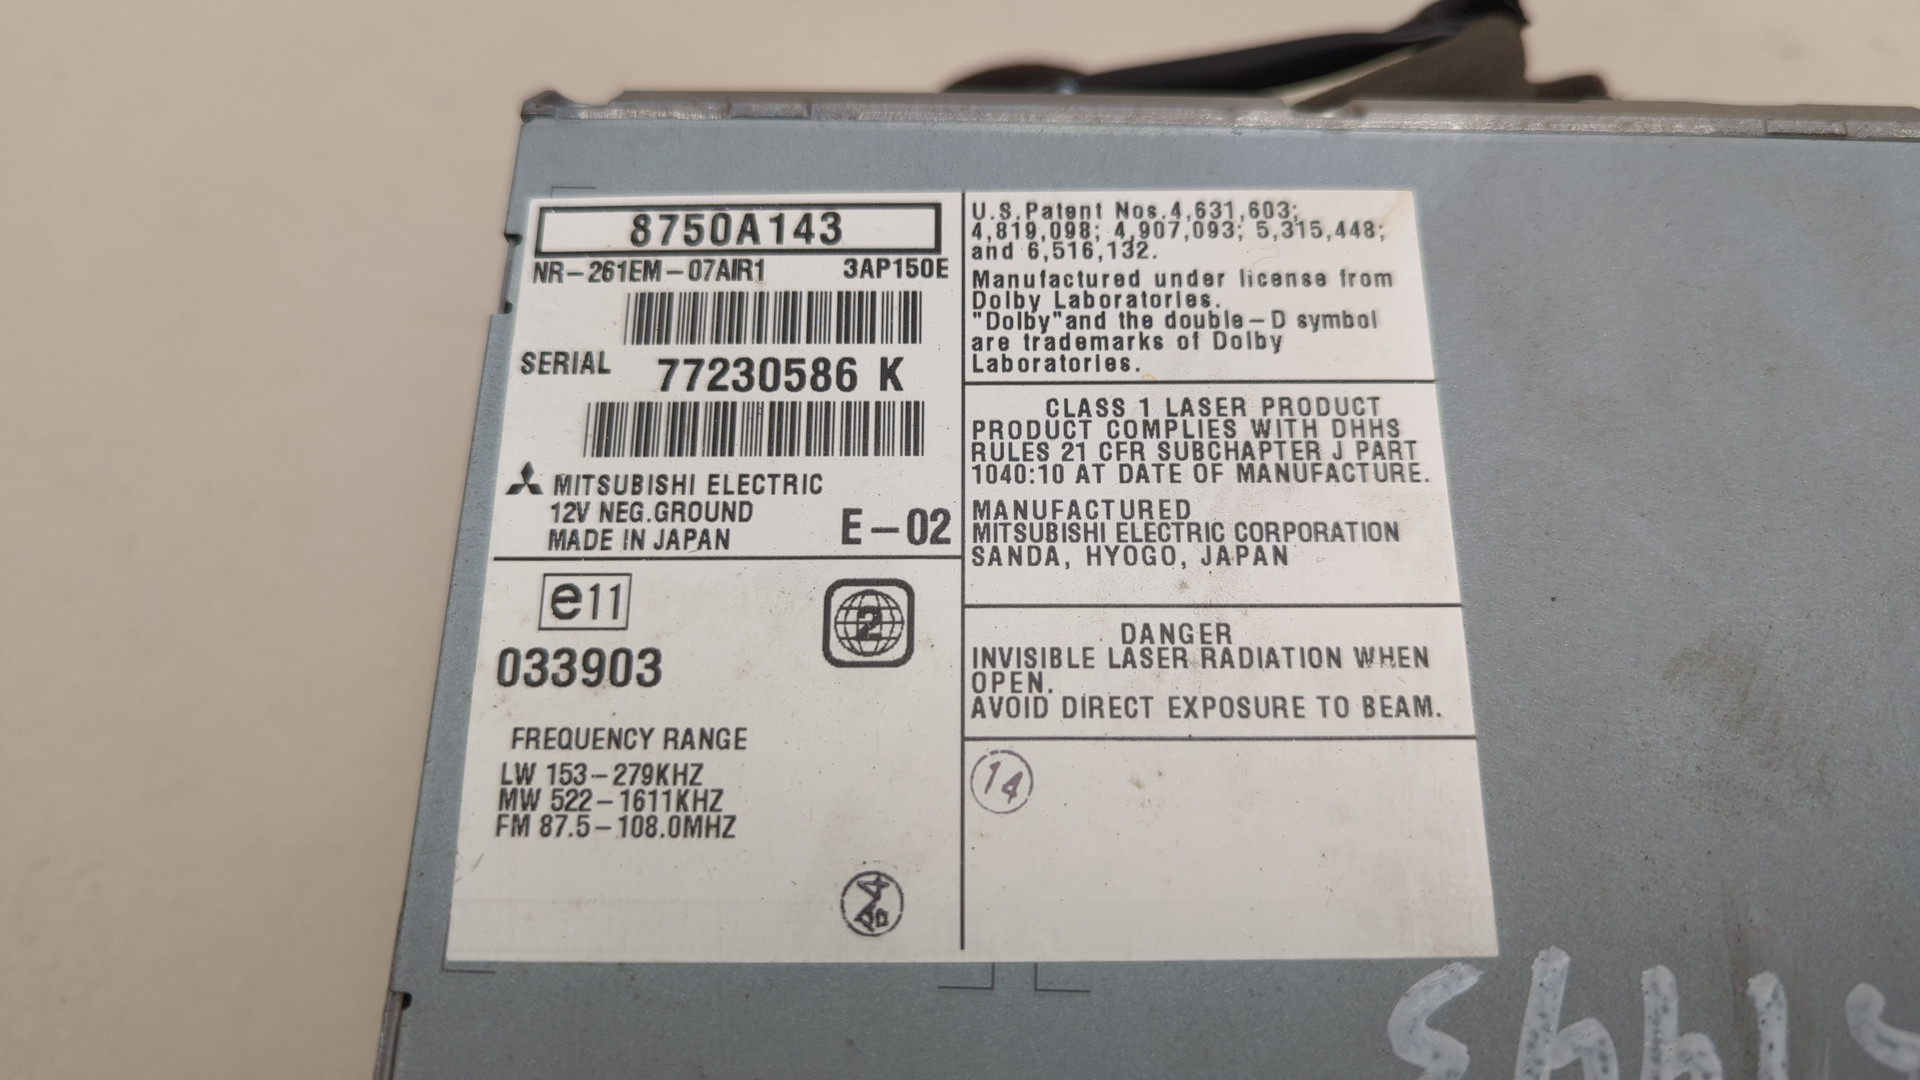 8750A143
NR-261EM-07AIR1 3AP150E
SERIAL 77230586 K
MITSUBISHI ELECTRIC
12V NEG.GROUND
MADE IN JAPAN
E-02
e11
2
033903
FREQUENCY RANGE
LW 153-279KHZ
MW 522-1611KHZ
FM 87.5-108.0MHZ
U.S.Patent Nos.4,631,603;
4,819,098; 4,907,093; 5,315,448;
and 6,516,132.
Manufactured under license from
Dolby Laboratories.
"Dolby"and the double-D symbol
are trademarks of Dolby
Laboratories.
CLASS 1 LASER PRODUCT
PRODUCT COMPLIES WITH DHHS
RULES 21 CFR SUBCHAPTER J PART
1040:10 AT DATE OF MANUFACTURE.
MANUFACTURED
MITSUBISHI ELECTRIC CORPORATION
SANDA, HYOGO, JAPAN
DANGER
INVISIBLE LASER RADIATION WHEN
OPEN.
AVOID DIRECT EXPOSURE TO BEAM.
14